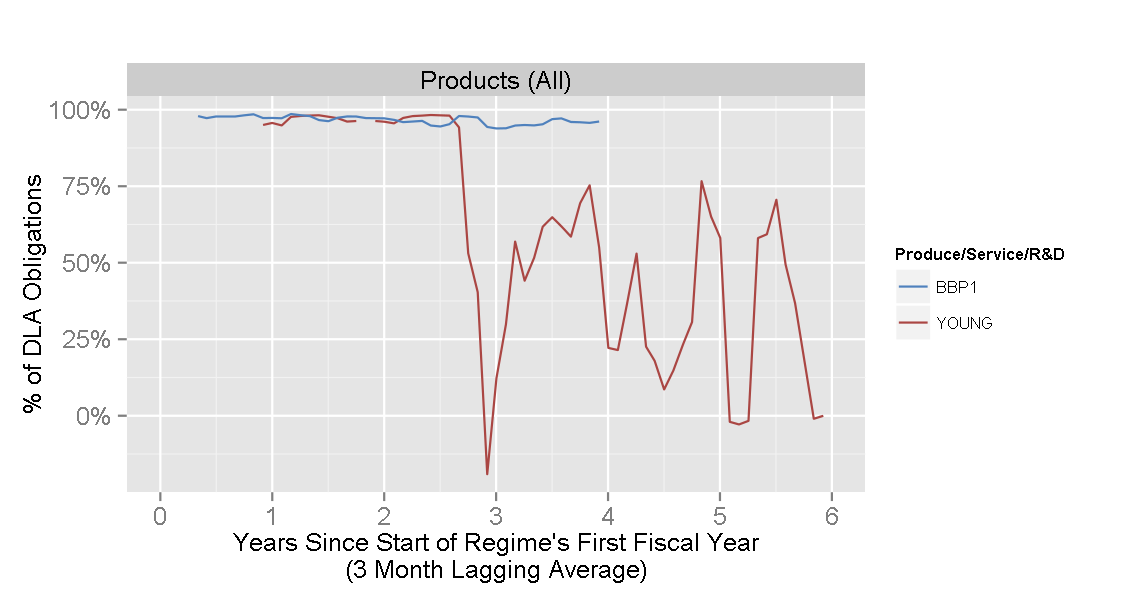 Products (All)
100%
75%
50%
25%
0%
% of DLA Obligations
0 1 2 3 4 5 6
Years Since Start of Regime's First Fiscal Year
(3 Month Lagging Average)
Produce/Service/R&D
BBP1
YOUNG